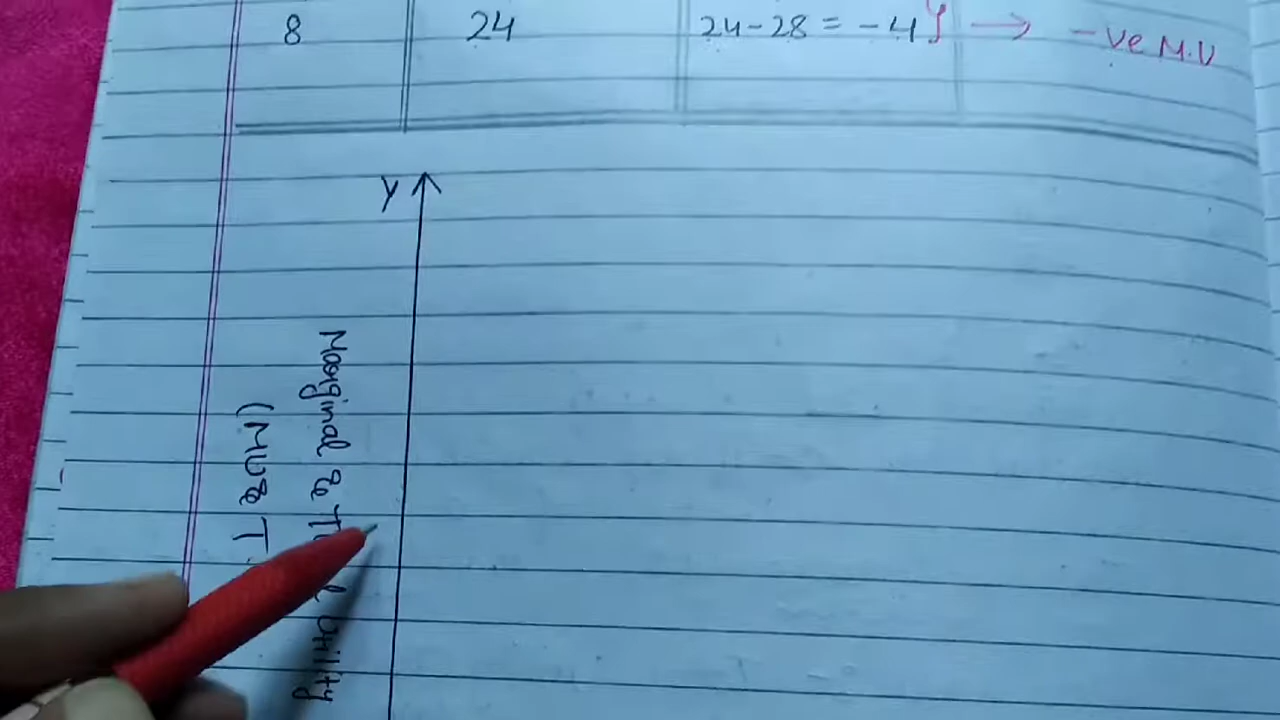 8 24 24-28 = -4} → -ve M.U
Y
Marginal & Utility
(MU & T